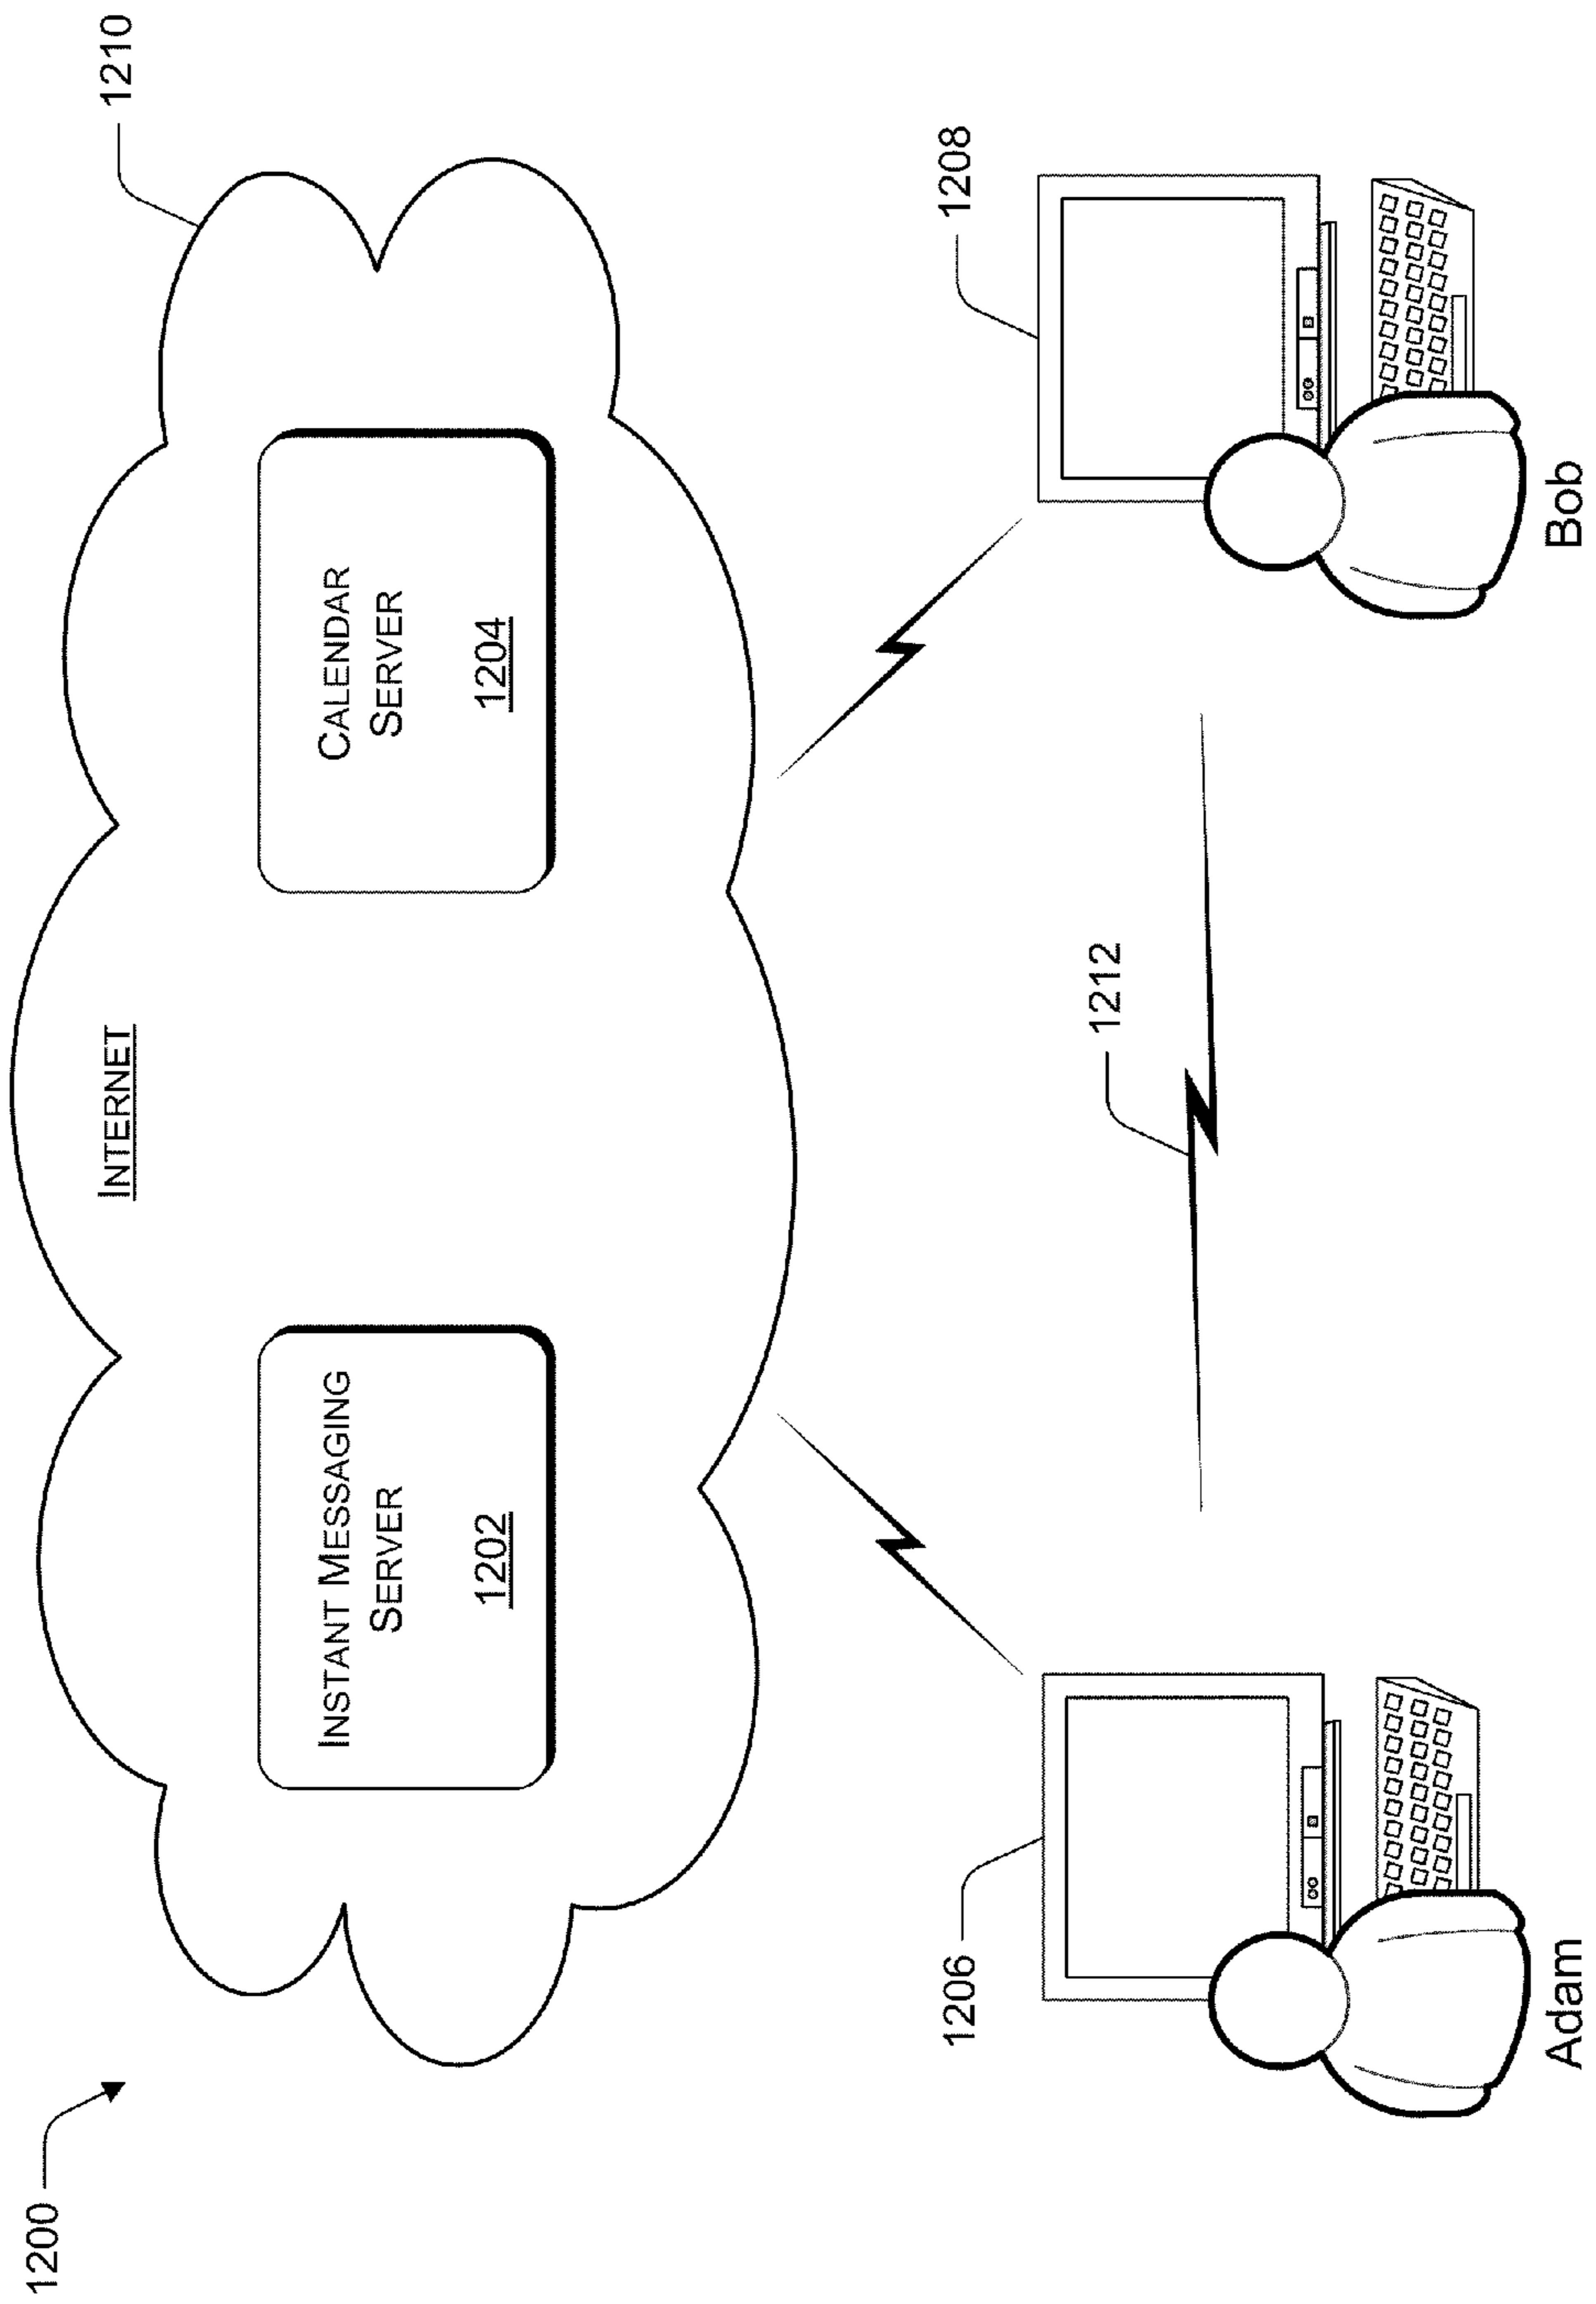 1200
1210
INTERNET
INSTANT MESSAGING
SERVER
1202
CALENDAR
SERVER
1204
1206
1208
1212
Adam
Bob